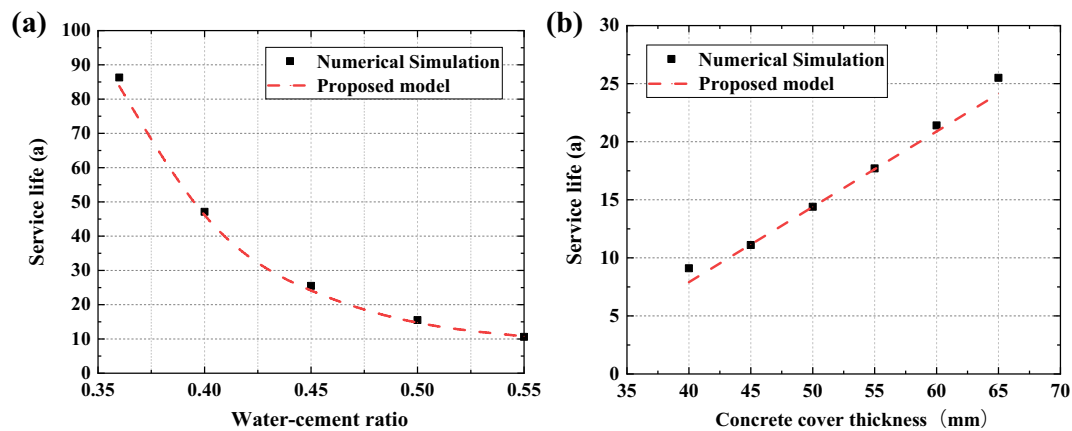 (a)
100
90
80
70
60
50
40
30
20
10
0
Service life (a)
Numerical Simulation
Proposed model
0.35 0.40 0.45 0.50 0.55
Water-cement ratio
(b)
30
25
20
15
10
5
0
Service life (a)
Numerical Simulation
Proposed model
35 40 45 50 55 60 65 70
Concrete cover thickness（mm）